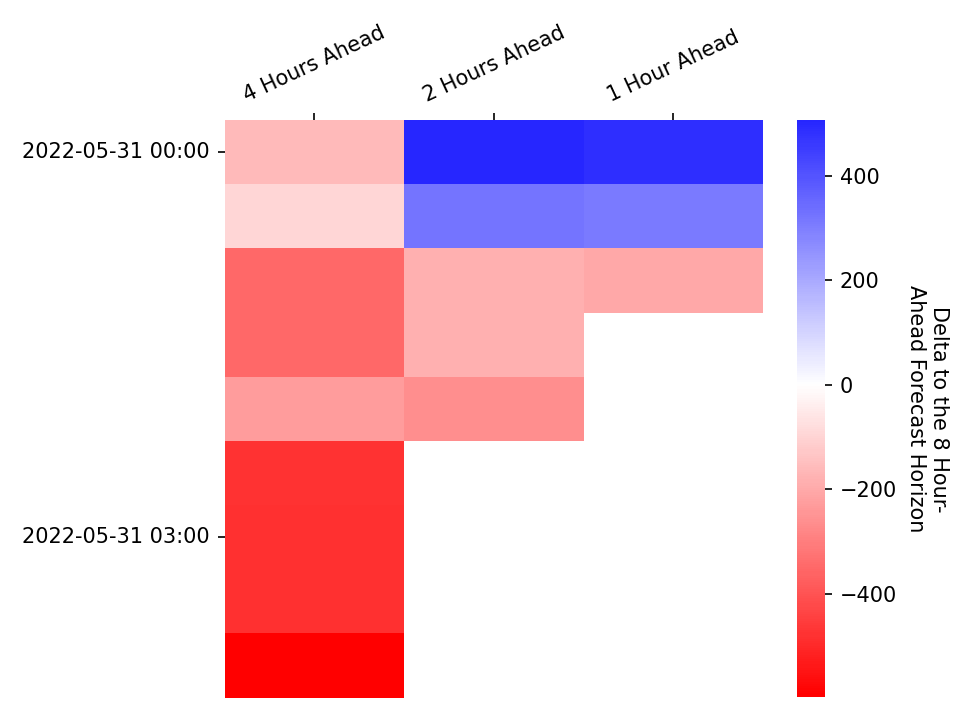 4 Hours Ahead
2 Hours Ahead
1 Hour Ahead
2022-05-31 00:00
2022-05-31 03:00
400
200
0
−200
−400
Delta to the 8 Hour-
Ahead Forecast Horizon